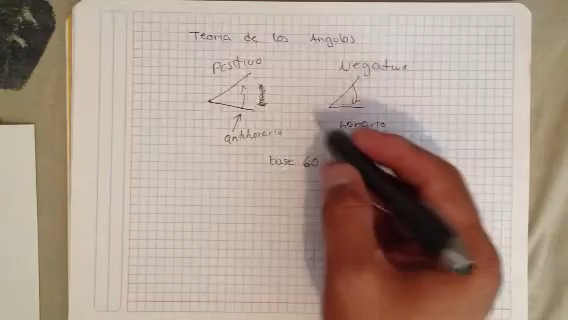 Teoria de los Angulos
Positivo
Negativo
antihorario
horario
base 60